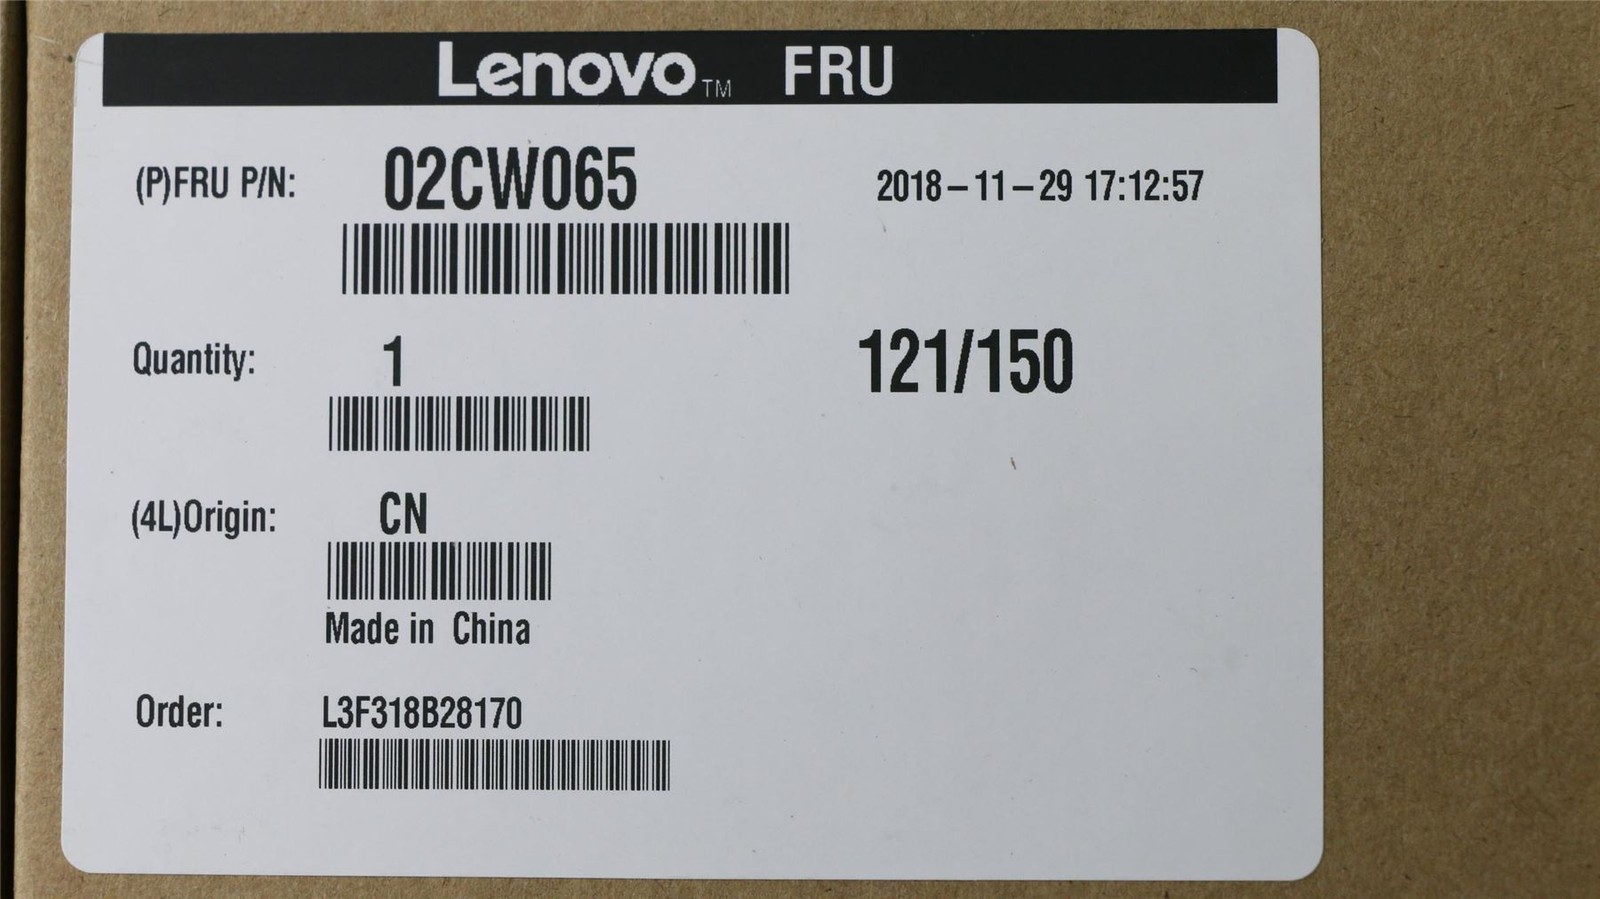 Lenovo™ FRU
(P)FRU P/N: 02CW065 2018-11-29 17:12:57
Quantity: 1 121/150
(4L)Origin: CN
Made in China
Order: L3F318B28170